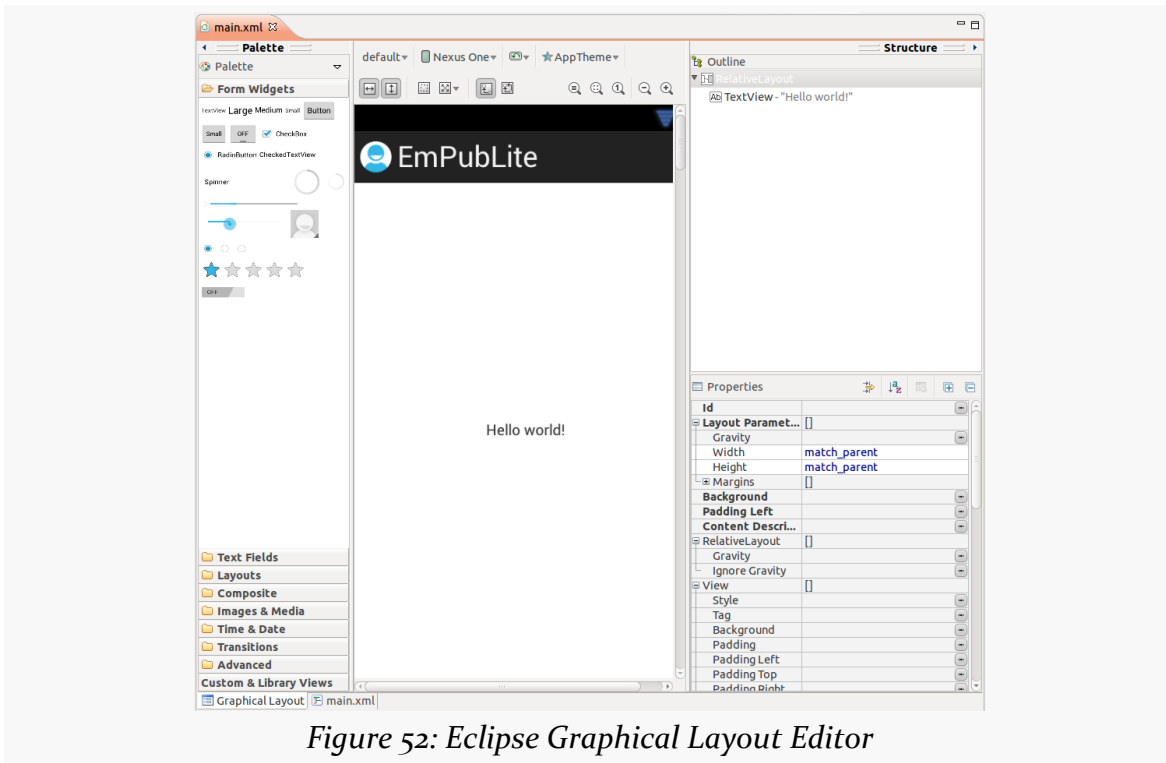 main.xml
Palette
Palette
Form Widgets
TextView Large Medium Small Button
Small OFF CheckBox
RadioButton CheckedTextView
Spinner
OFF
Text Fields
Layouts
Composite
Images & Media
Time & Date
Transitions
Advanced
Custom & Library Views
Graphical Layout main.xml
default Nexus One AppTheme
EmPubLite
Hello world!
Structure
Outline
RelativeLayout
Ab TextView - "Hello world!"
Properties
Id
Layout Paramet... []
Gravity
Width match_parent
Height match_parent
Margins []
Background
Padding Left
Content Descri...
RelativeLayout []
Gravity
Ignore Gravity
View []
Style
Tag
Background
Padding
Padding Left
Padding Top
Padding Right
Figure 52: Eclipse Graphical Layout Editor